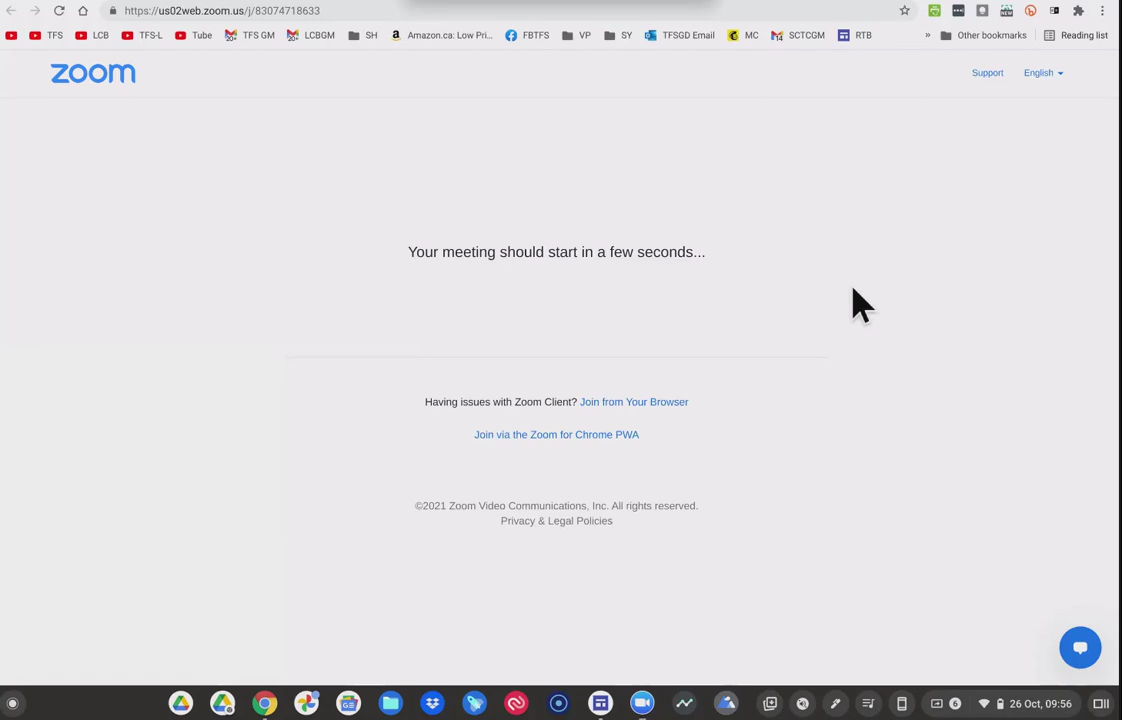 https://us02web.zoom.us/j/83074718633
TFS LCB TFS-L Tube TFS GM LCBGM SH Amazon.ca: Low Pri... FBTFS VP SY TFSGD Email MC SCTCGM RTB » Other bookmarks Reading list
zoom Support English
Your meeting should start in a few seconds...
Having issues with Zoom Client? Join from Your Browser
Join via the Zoom for Chrome PWA
©2021 Zoom Video Communications, Inc. All rights reserved.
Privacy & Legal Policies
6 26 Oct, 09:56